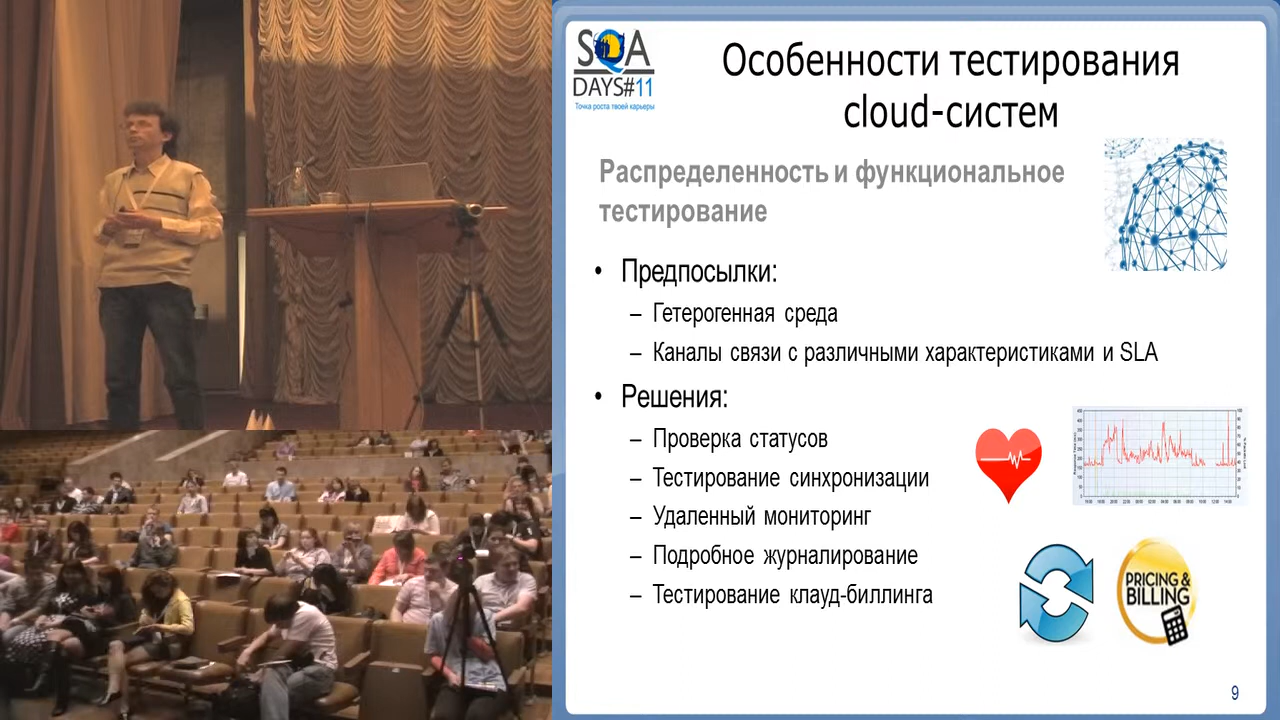 SQA
DAYS#11
Точка роста твоей карьеры
Особенности тестирования
cloud-систем
Распределенность и функциональное
тестирование
• Предпосылки:
– Гетерогенная среда
– Каналы связи с различными характеристиками и SLA
• Решения:
– Проверка статусов
– Тестирование синхронизации
– Удаленный мониторинг
– Подробное журналирование
– Тестирование клауд-биллинга
PRICING &
BILLING
9